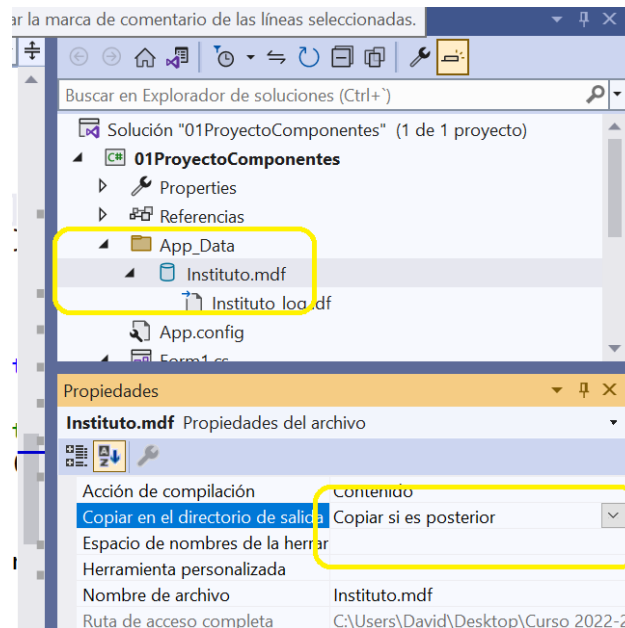 ar la marca de comentario de las líneas seleccionadas.
Buscar en Explorador de soluciones (Ctrl+`)
Solución "01ProyectoComponentes" (1 de 1 proyecto)
C# 01ProyectoComponentes
Properties
Referencias
App_Data
Instituto.mdf
App.config
Form1.cs
Propiedades
Instituto.mdf Propiedades del archivo
Acción de compilación Contenido
Copiar en el directorio de salida Copiar si es posterior
Espacio de nombres de la herrar
Herramienta personalizada
Nombre de archivo Instituto.mdf
Ruta de acceso completa C:\Users\David\Desktop\Curso 2022-2